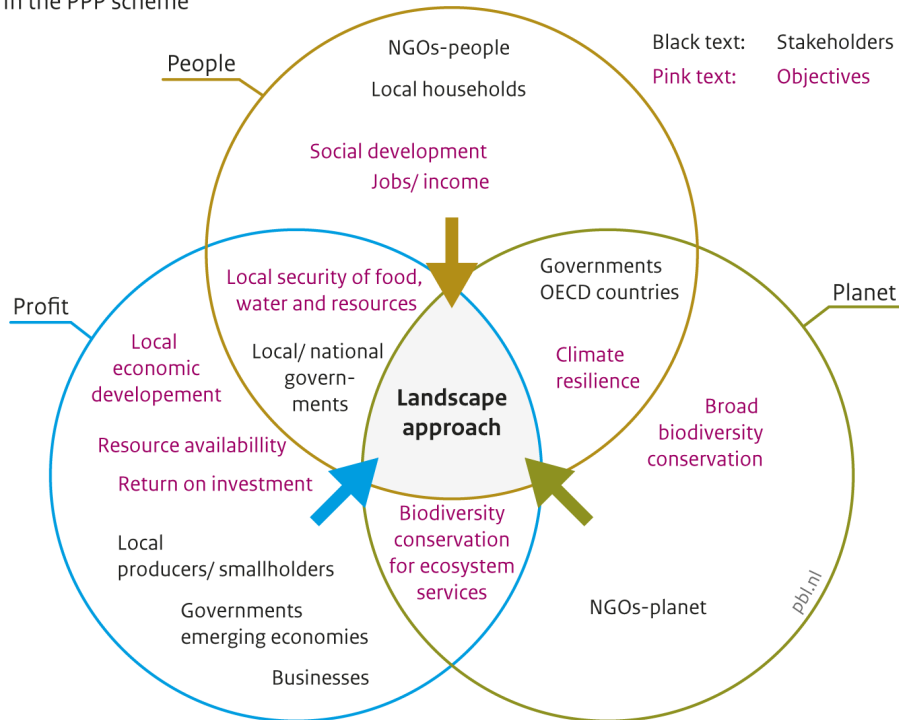 in the PPP scheme
NGOs-people
Local households
Black text: Stakeholders
Pink text: Objectives
People
Social development
Jobs/ income
Local security of food,
water and resources
Governments
OECD countries
Profit
Planet
Local
economic
developement
Local/ national
govern-
ments
Climate
resilience
Landscape
approach
Broad
biodiversity
conservation
Resource availabillity
Return on investment
Biodiversity
conservation
for ecosystem
services
Local
producers/ smallholders
Governments
emerging economies
Businesses
NGOs-planet
pbl.nl